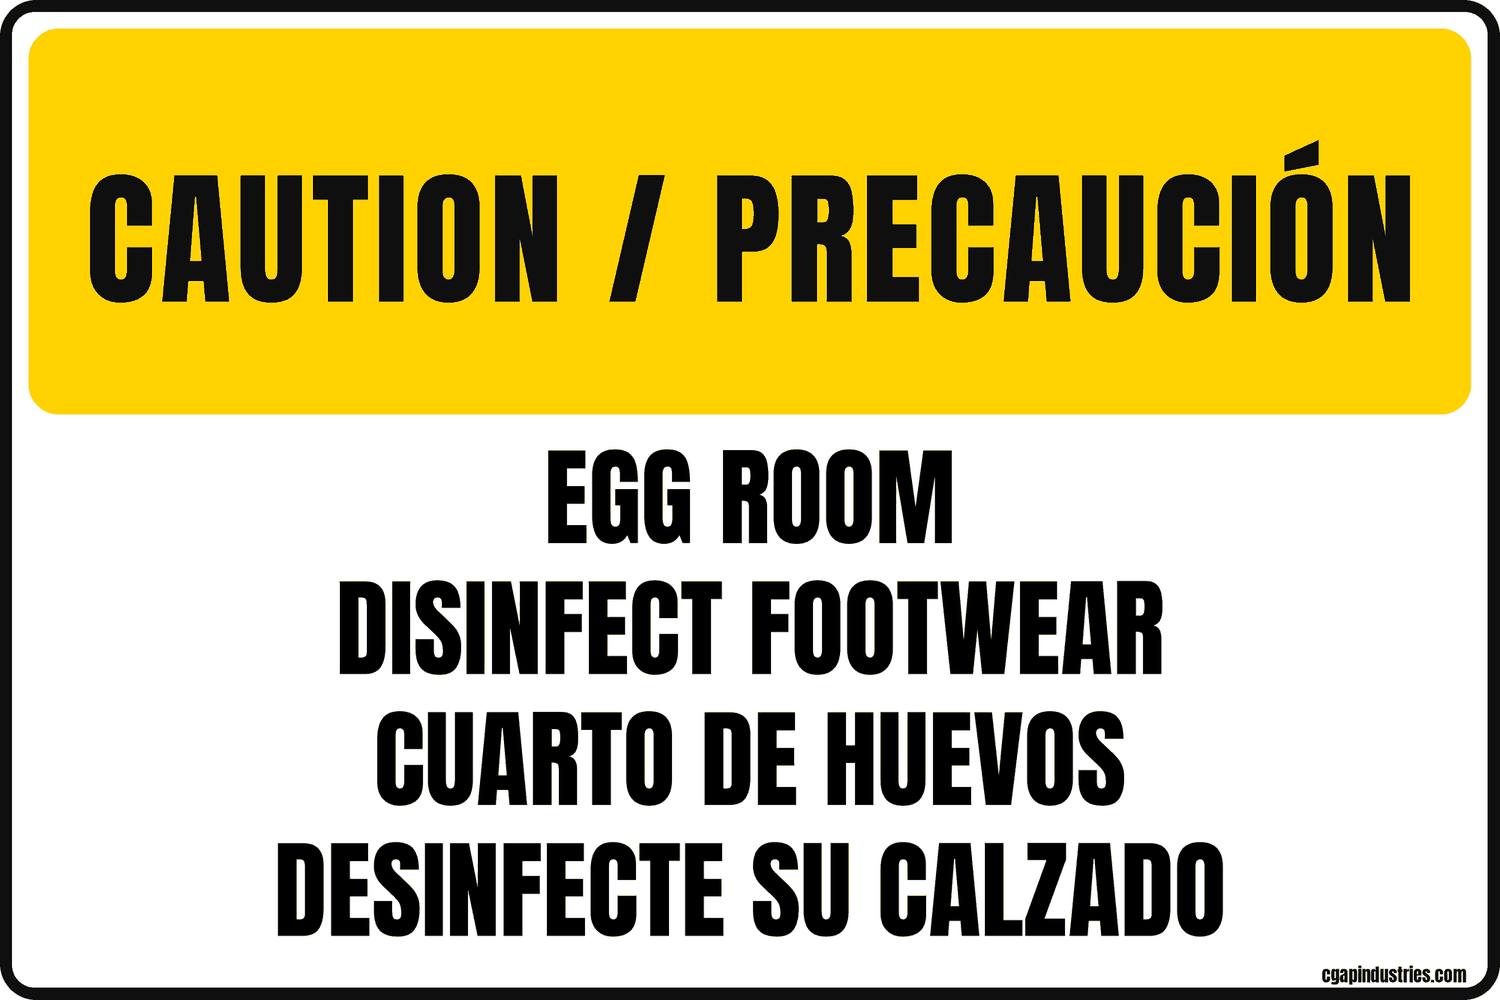 CAUTION / PRECAUCIÓN
EGG ROOM
DISINFECT FOOTWEAR
CUARTO DE HUEVOS
DESINFECTE SU CALZADO
cgapindustries.com